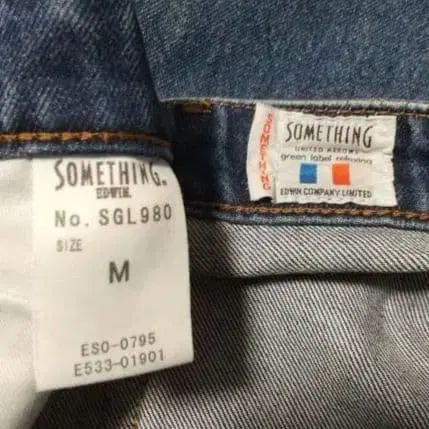 SOMETHING
EDWIN
No. SGL980
SIZE
M
ESO-0795
E533-01901
SOMETHING
SOMETHING
UNITED ARROWS
green label relaxing
EDWIN COMPANY LIMITED